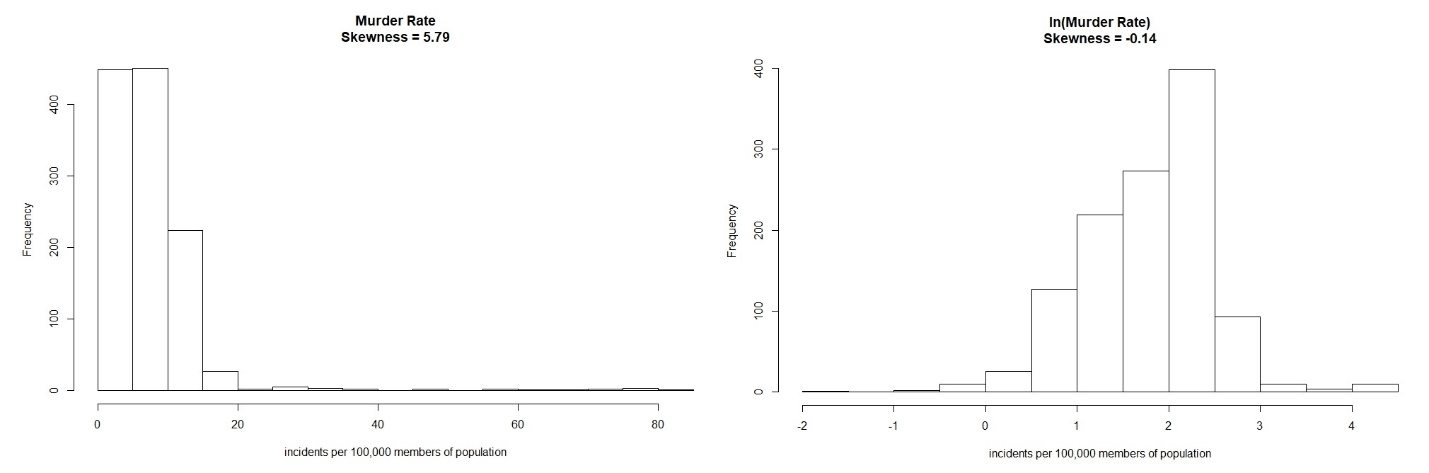 Murder Rate
Skewness = 5.79
Frequency
400
300
200
100
0
0 20 40 60 80
incidents per 100,000 members of population
ln(Murder Rate)
Skewness = -0.14
Frequency
400
300
200
100
0
-2 -1 0 1 2 3 4
incidents per 100,000 members of population